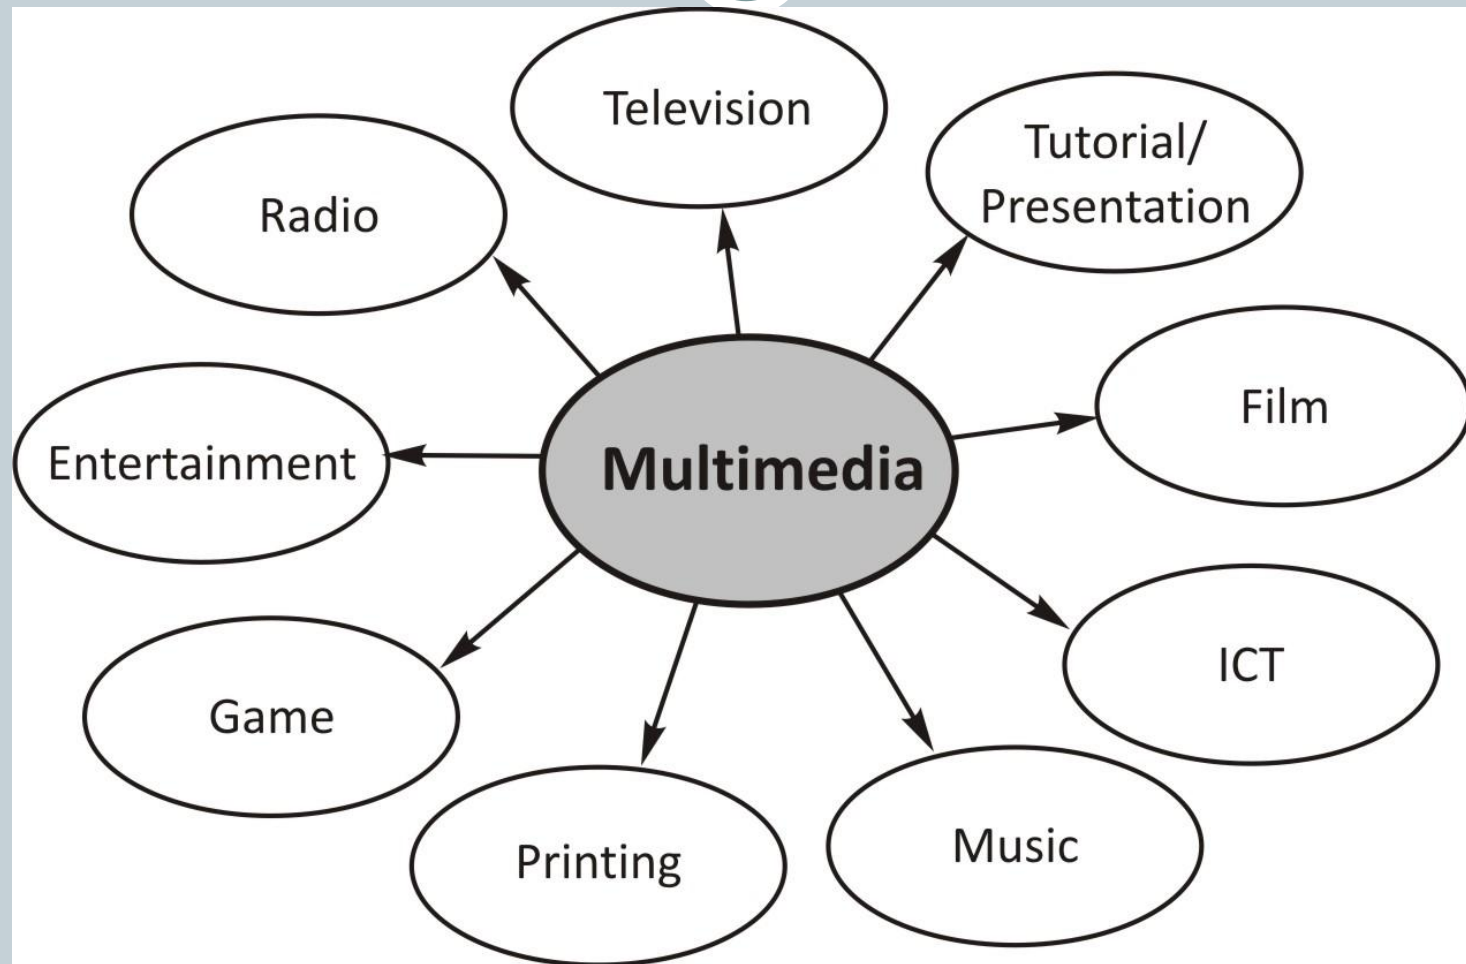 Television
Tutorial/
Presentation
Radio
Film
Entertainment
Multimedia
ICT
Game
Music
Printing